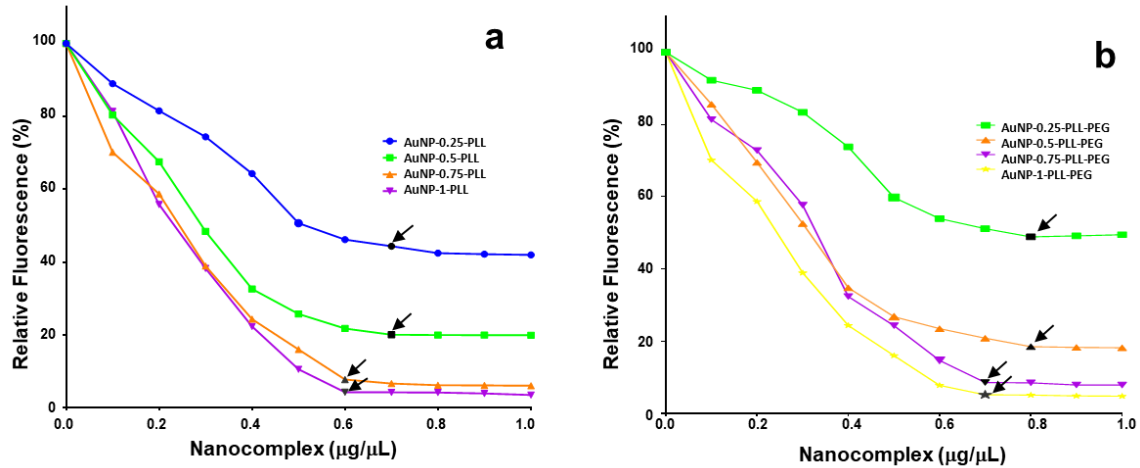 a
100
80
60
40
20
0
Relative Fluorescence (%)
AuNP-0.25-PLL
AuNP-0.5-PLL
AuNP-0.75-PLL
AuNP-1-PLL
0.0 0.2 0.4 0.6 0.8 1.0
Nanocomplex (µg/µL)
b
100
80
60
40
20
0
Relative Fluorescence (%)
AuNP-0.25-PLL-PEG
AuNP-0.5-PLL-PEG
AuNP-0.75-PLL-PEG
AuNP-1-PLL-PEG
0.0 0.2 0.4 0.6 0.8 1.0
Nanocomplex (µg/µL)